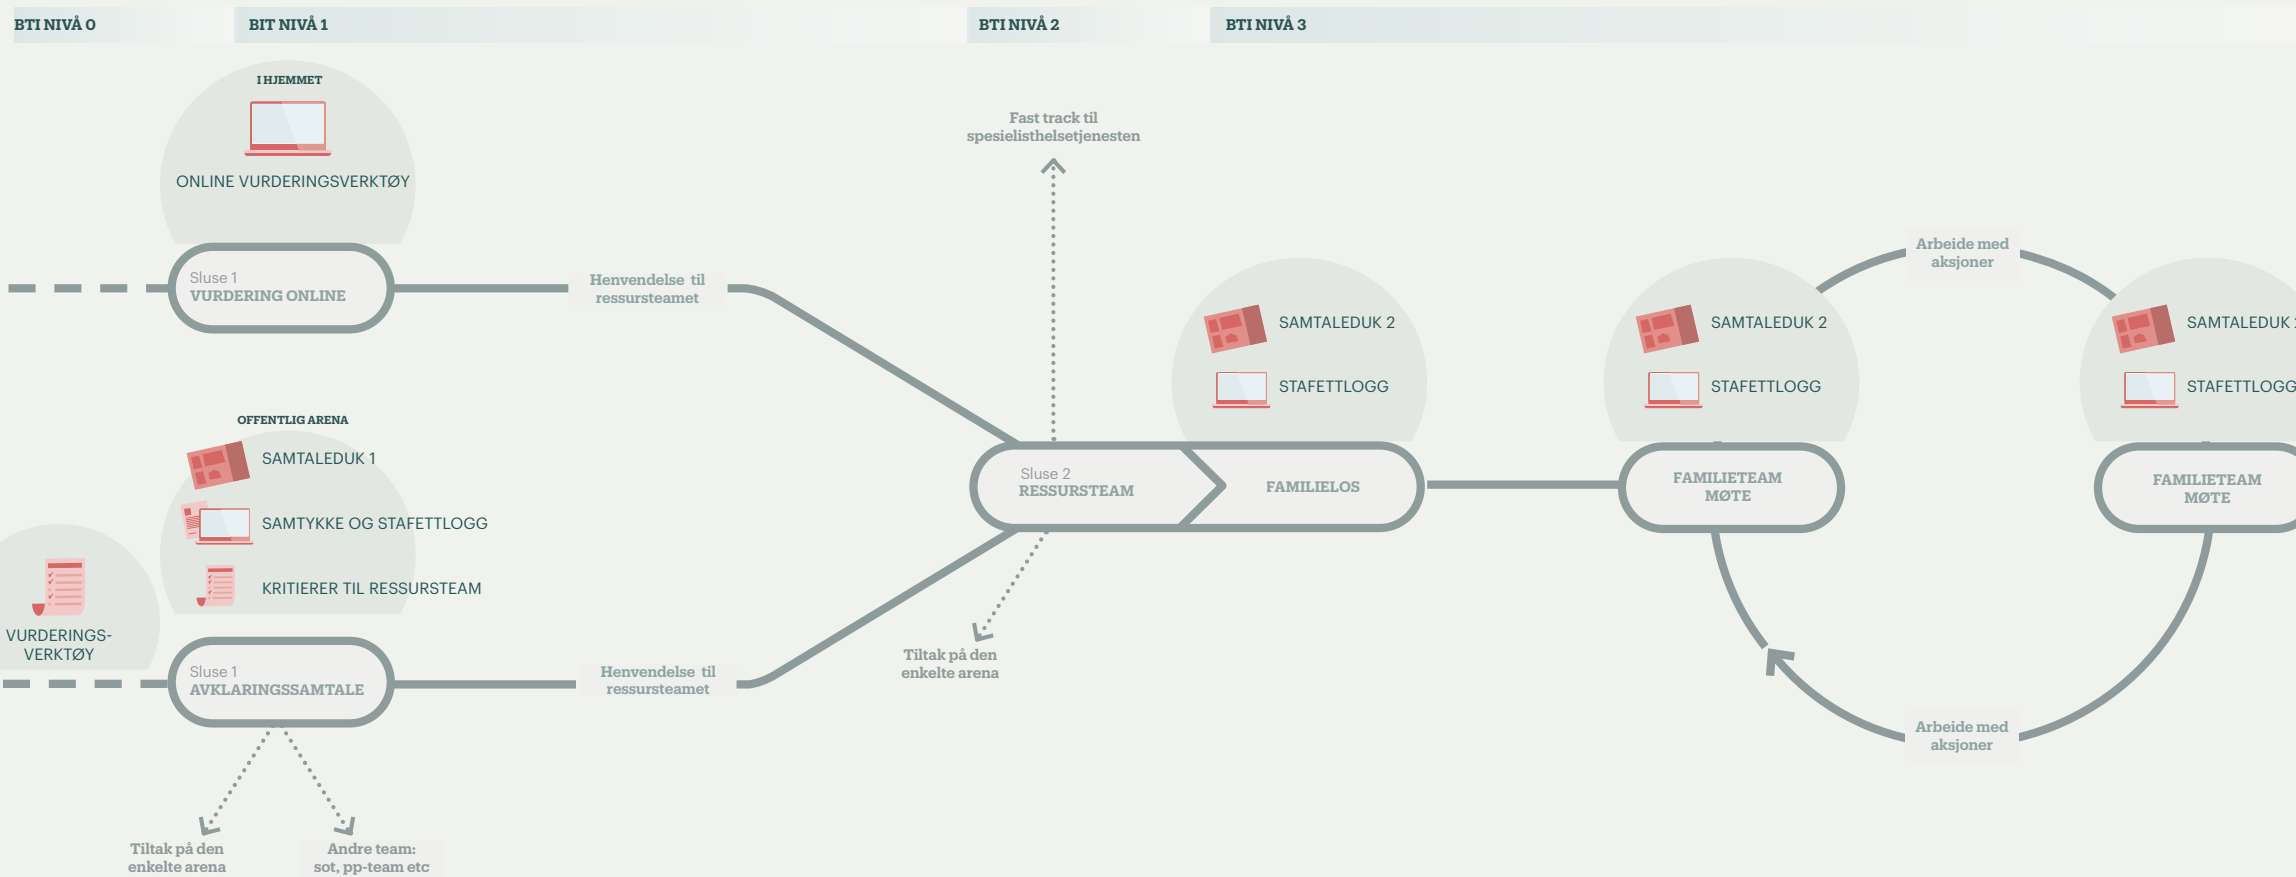 BTI NIVÅ 0
BIT NIVÅ 1
BTI NIVÅ 2
BTI NIVÅ 3
I HJEMMET
ONLINE VURDERINGSVERKTØY
Sluse 1
VURDERING ONLINE
Henvendelse til
ressursteamet
Fast track til
spesielisthelsetjenesten
OFFENTLIG ARENA
SAMTALEDUK 1
SAMTYKKE OG STAFETTLOGG
KRITIERER TIL RESSURSTEAM
VURDERINGS-
VERKTØY
Sluse 1
AVKLARINGSSAMTALE
Henvendelse til
ressursteamet
Tiltak på den
enkelte arena
Andre team:
sot, pp-team etc
Sluse 2
RESSURSTEAM
Tiltak på den
enkelte arena
SAMTALEDUK 2
STAFETTLOGG
FAMILIELOS
SAMTALEDUK 2
STAFETTLOGG
FAMILIETEAM
MØTE
Arbeide med
aksjoner
SAMTALEDUK
STAFETTLOGG
FAMILIETEAM
MØTE
Arbeide med
aksjoner